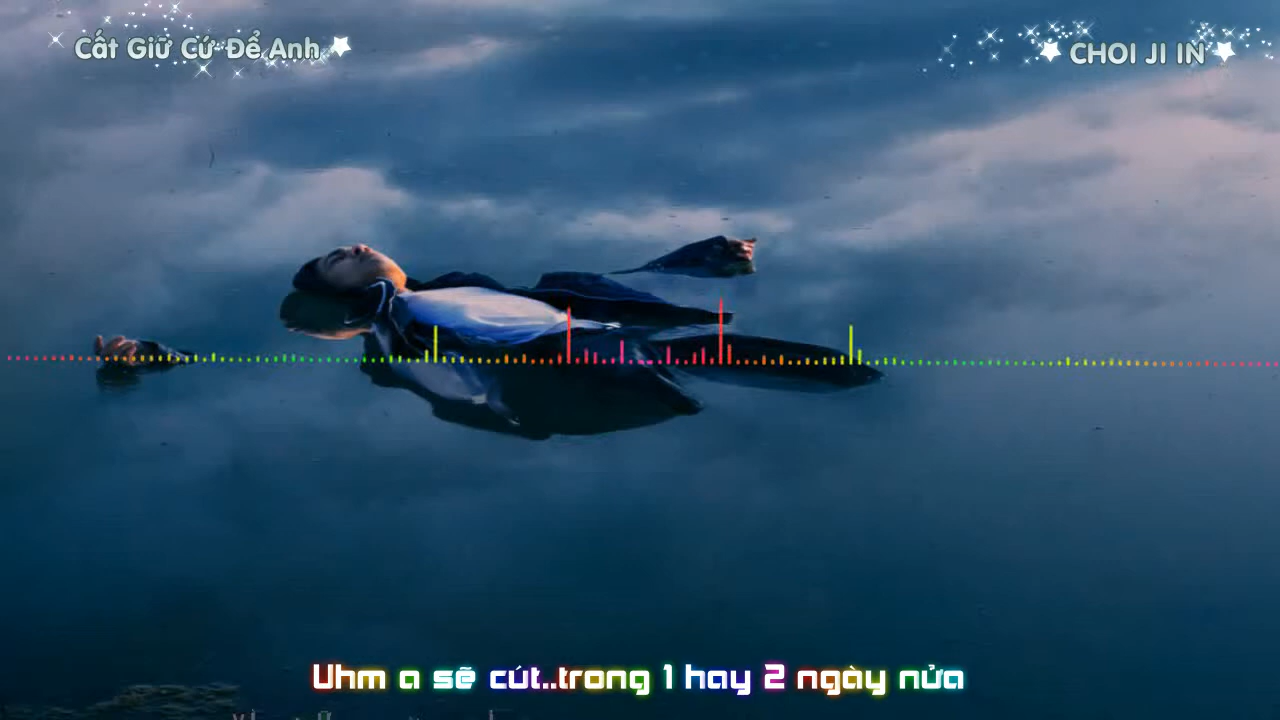 Cất Giữ Cứ Để Anh
CHOI JI IN
Uhm a sẽ cút..trong 1 hay 2 ngày nửa